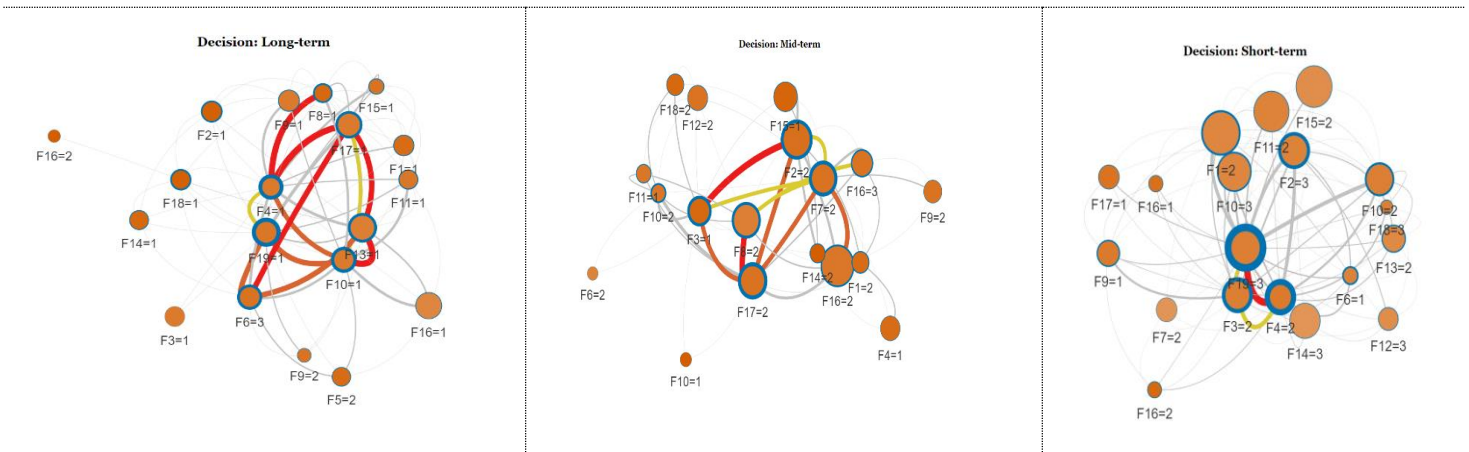 Decision: Long-term
F8=1
F15=1
F2=1
F16=2
F17=1
F1=1
F11=1
F18=1
F4=1
F14=1
F19=1
F13=1
F10=1
F6=3
F16=1
F3=1
F9=2
F5=2
Decision: Mid-term
F18=2
F12=2
F15=1
F2=2
F16=3
F11=1
F7=2
F9=2
F10=2
F3=1
F14=2
F1=2
F6=2
F16=2
F17=2
F4=1
F10=1
Decision: Short-term
F15=2
F11=2
F1=2
F2=3
F17=1
F16=1
F10=3
F10=2
F18=3
F13=2
F9=1
F19=3
F6=1
F3=2
F4=2
F7=2
F14=3
F12=3
F16=2